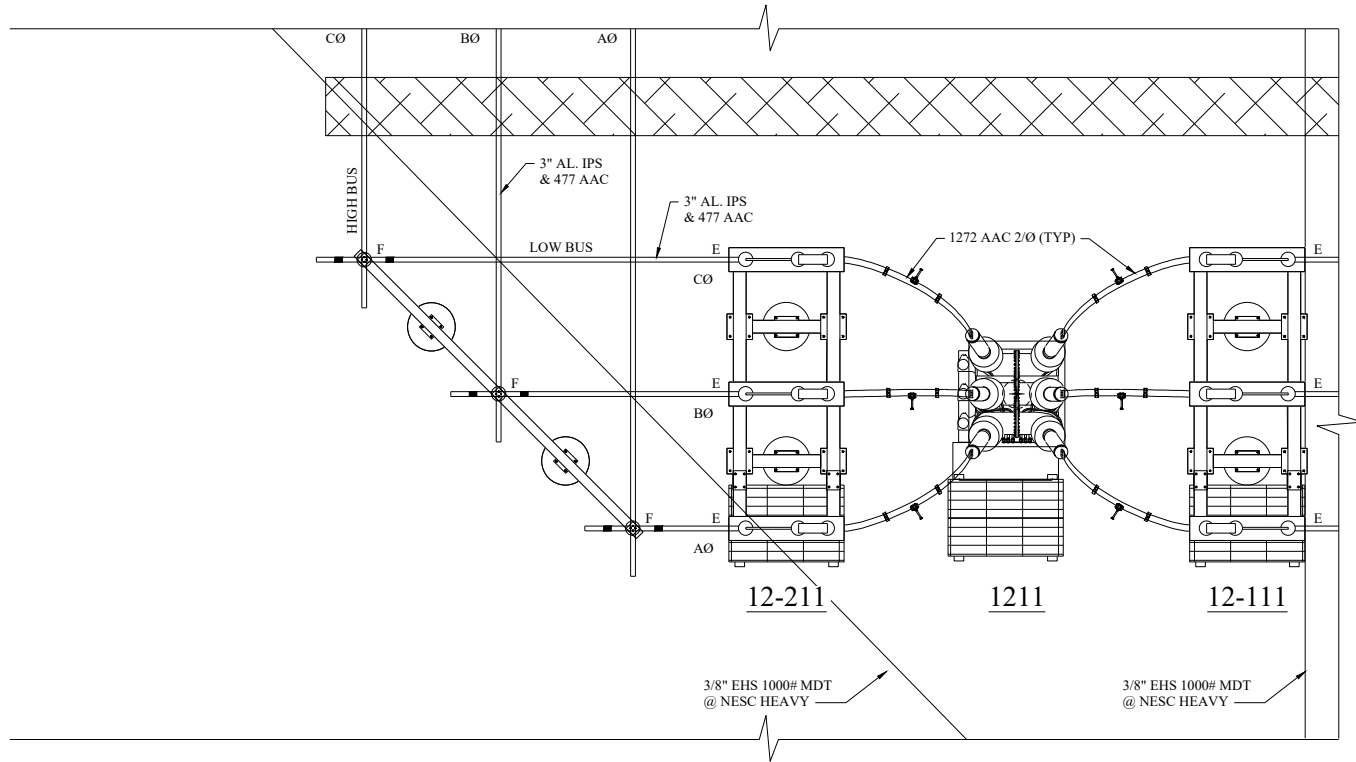 CØ
BØ
AØ
3" AL. IPS
& 477 AAC
3" AL. IPS
& 477 AAC
HIGH BUS
1272 AAC 2/Ø (TYP)
F
LOW BUS
E
E
CØ
F
E
E
BØ
F
E
E
AØ
12-211
1211
12-111
3/8" EHS 1000# MDT
@ NESC HEAVY
3/8" EHS 1000# MDT
@ NESC HEAVY